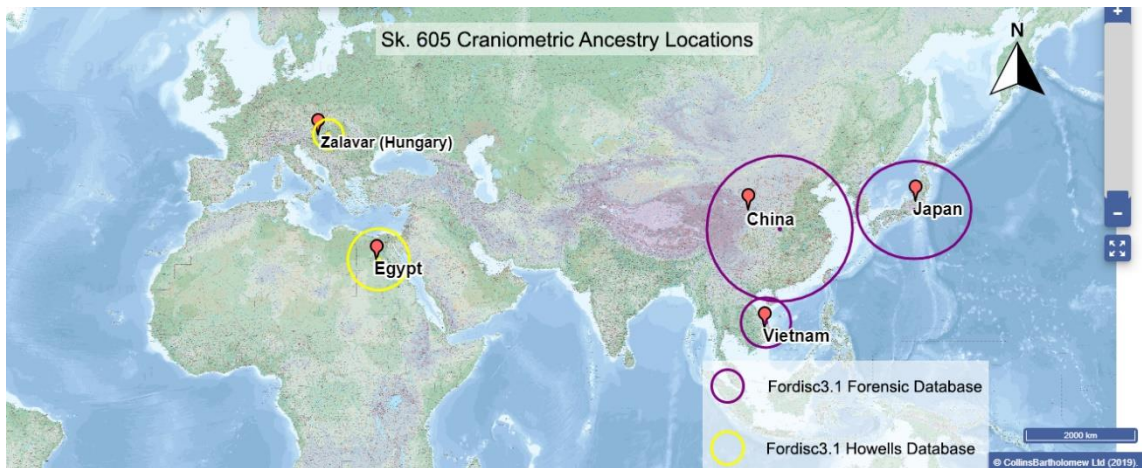 Sk. 605 Craniometric Ancestry Locations
+
N
Zalavar (Hungary)
China
Japan
–
Egypt
Vietnam
Fordisc3.1 Forensic Database
Fordisc3.1 Howells Database
2000 km
© CollinsBartholomew Ltd (2019).